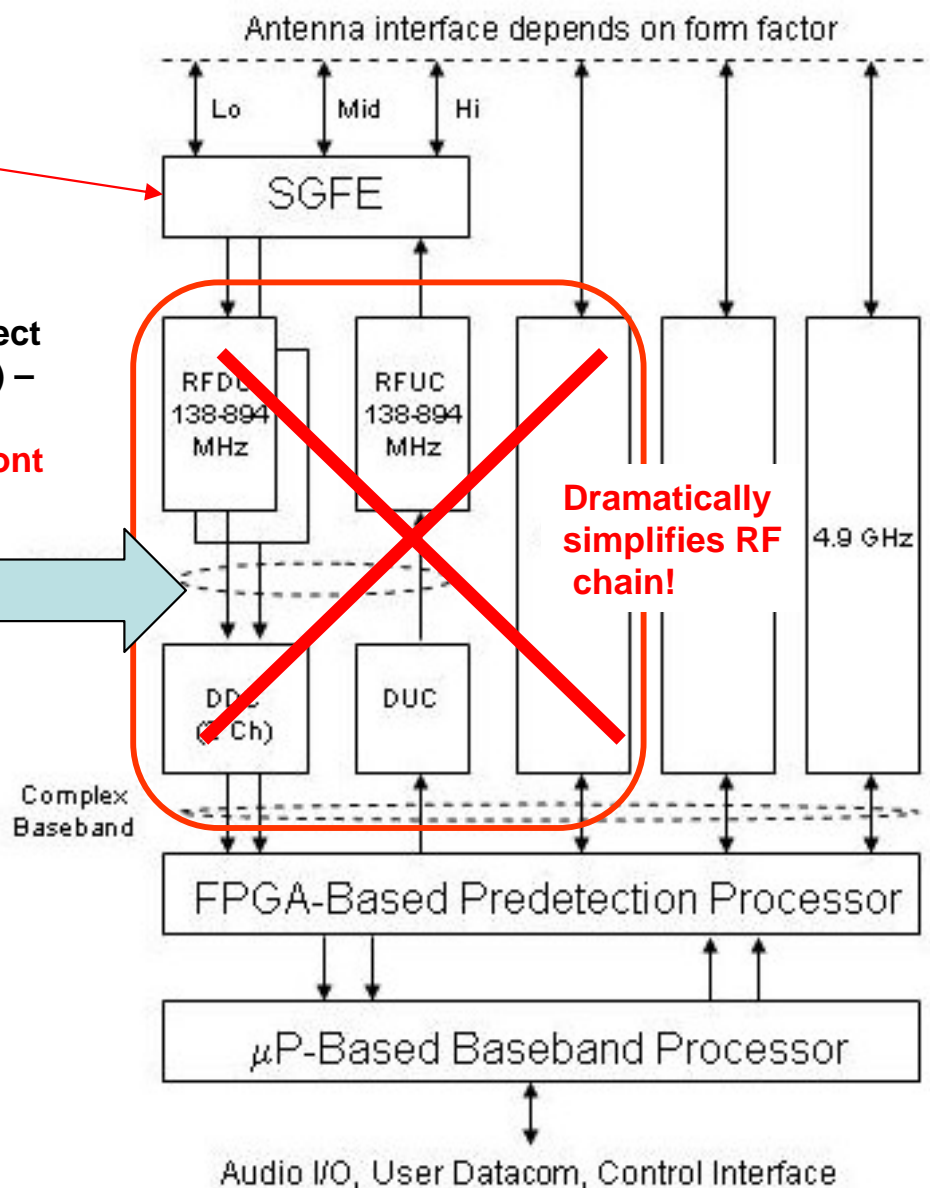 Antenna interface depends on form factor
Lo Mid Hi
SGFE
ect
) –
ont
138-894
MHz
RFUC
138-894
MHz
Dramatically
simplifies RF
chain!
4.9 GHz
DUC
Complex
Baseband
FPGA-Based Predetection Processor
μP-Based Baseband Processor
Audio I/O, User Datacom, Control Interface